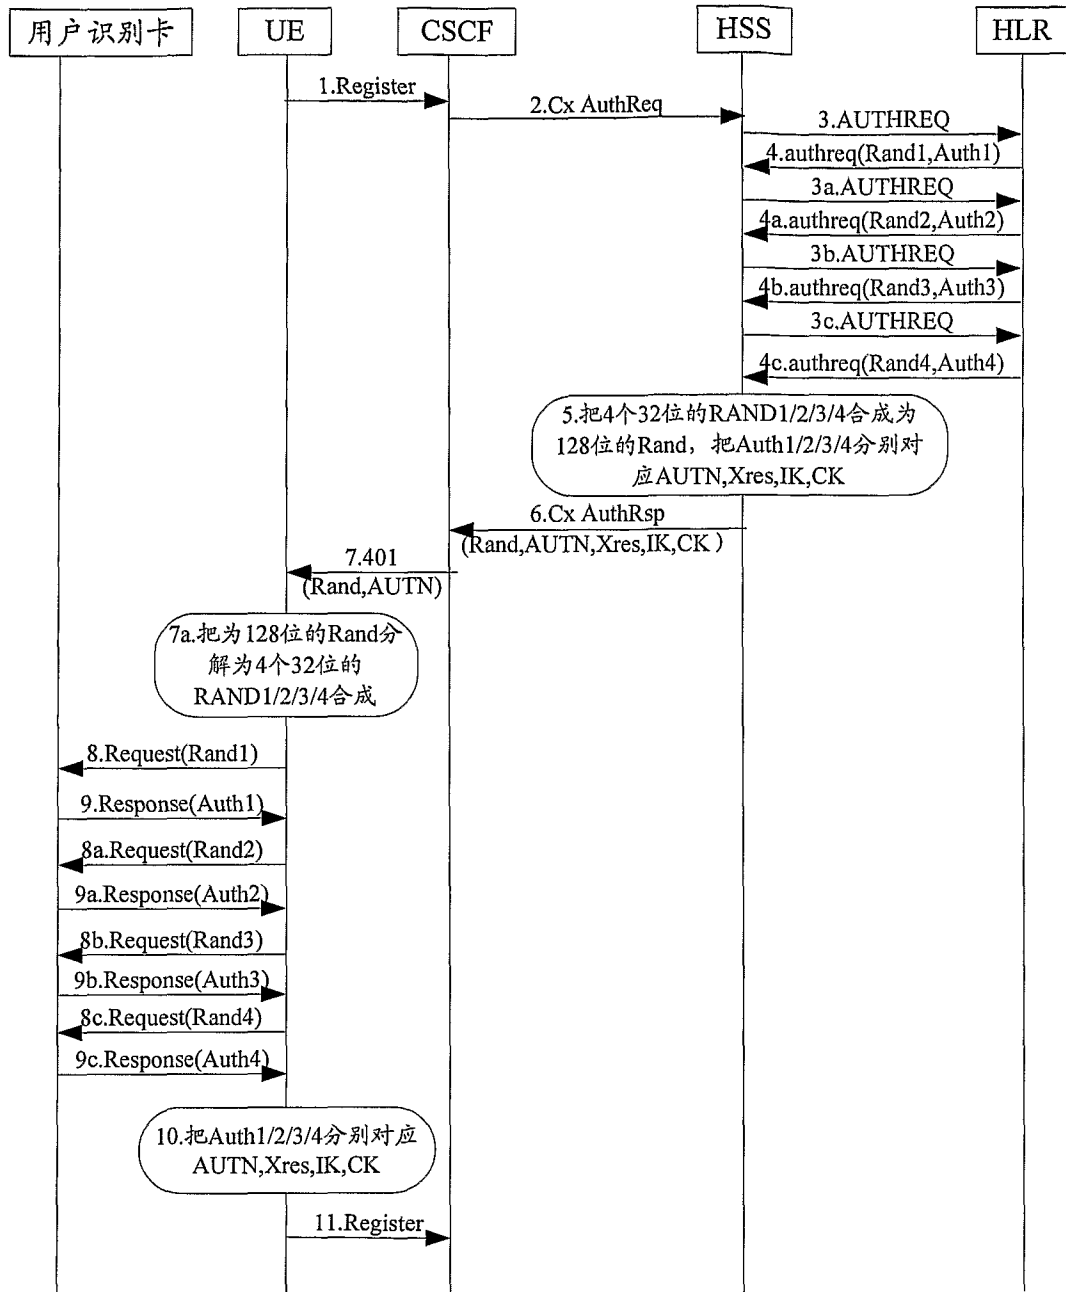 用户识别卡
UE
CSCF
HSS
HLR
1.Register
2.Cx AuthReq
3.AUTHREQ
4.authreq(Rand1,Auth1)
3a.AUTHREQ
4a.authreq(Rand2,Auth2)
3b.AUTHREQ
4b.authreq(Rand3,Auth3)
3c.AUTHREQ
4c.authreq(Rand4,Auth4)
5.把4个32位的RAND1/2/3/4合成为
128位的Rand，把Auth1/2/3/4分别对
应AUTN,Xres,IK,CK
6.Cx AuthRsp
(Rand,AUTN,Xres,IK,CK）
7.401
(Rand,AUTN)
7a.把为128位的Rand分
解为4个32位的
RAND1/2/3/4合成
8.Request(Rand1)
9.Response(Auth1)
8a.Request(Rand2)
9a.Response(Auth2)
8b.Request(Rand3)
9b.Response(Auth3)
8c.Request(Rand4)
9c.Response(Auth4)
10.把Auth1/2/3/4分别对应
AUTN,Xres,IK,CK
11.Register